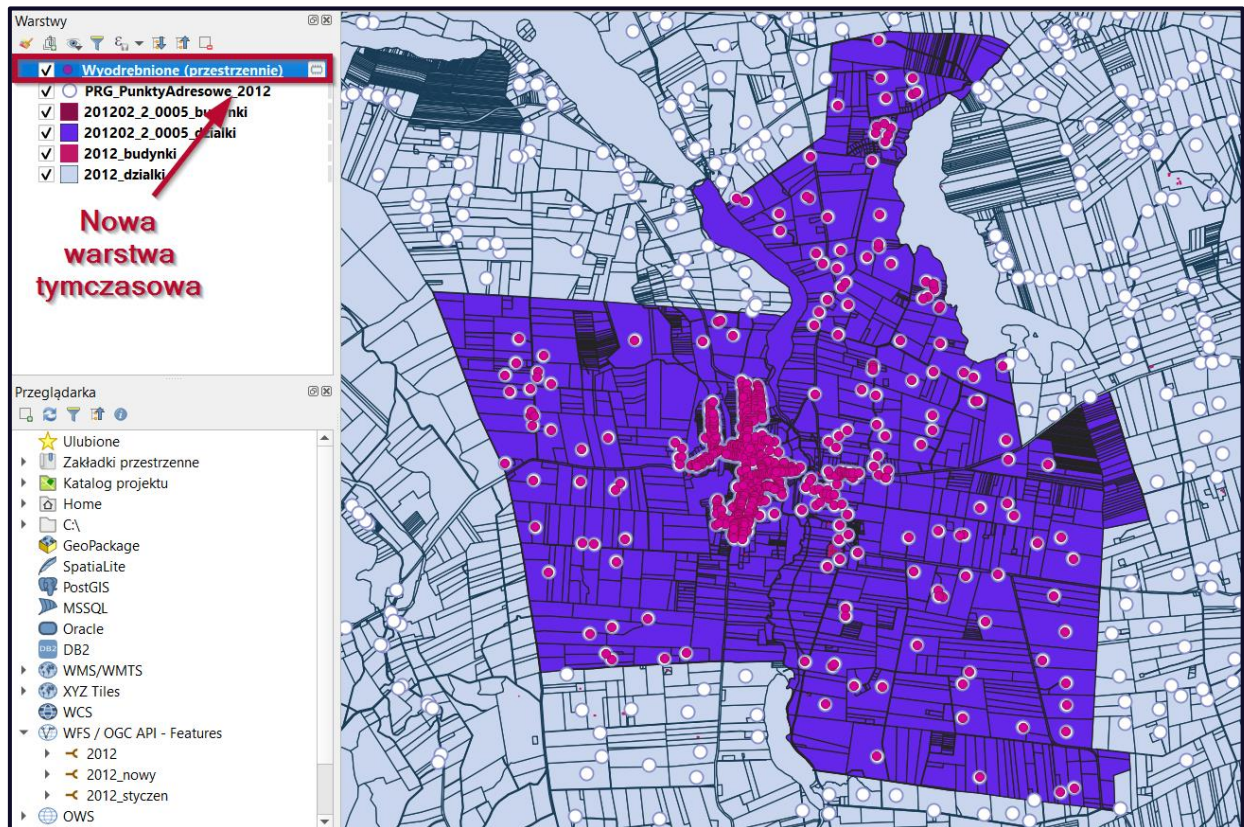 Warstwy
Wyodrębnione (przestrzennie)
PRG_PunktyAdresowe_2012
201202_2_0005_budynki
201202_2_0005_dzialki
2012_budynki
2012_dzialki
Nowa
warstwa
tymczasowa
Przeglądarka
Ulubione
Zakładki przestrzenne
Katalog projektu
Home
C:\
GeoPackage
SpatiaLite
PostGIS
MSSQL
Oracle
DB2
WMS/WMTS
XYZ Tiles
WCS
WFS / OGC API - Features
2012
2012_nowy
2012_styczen
OWS